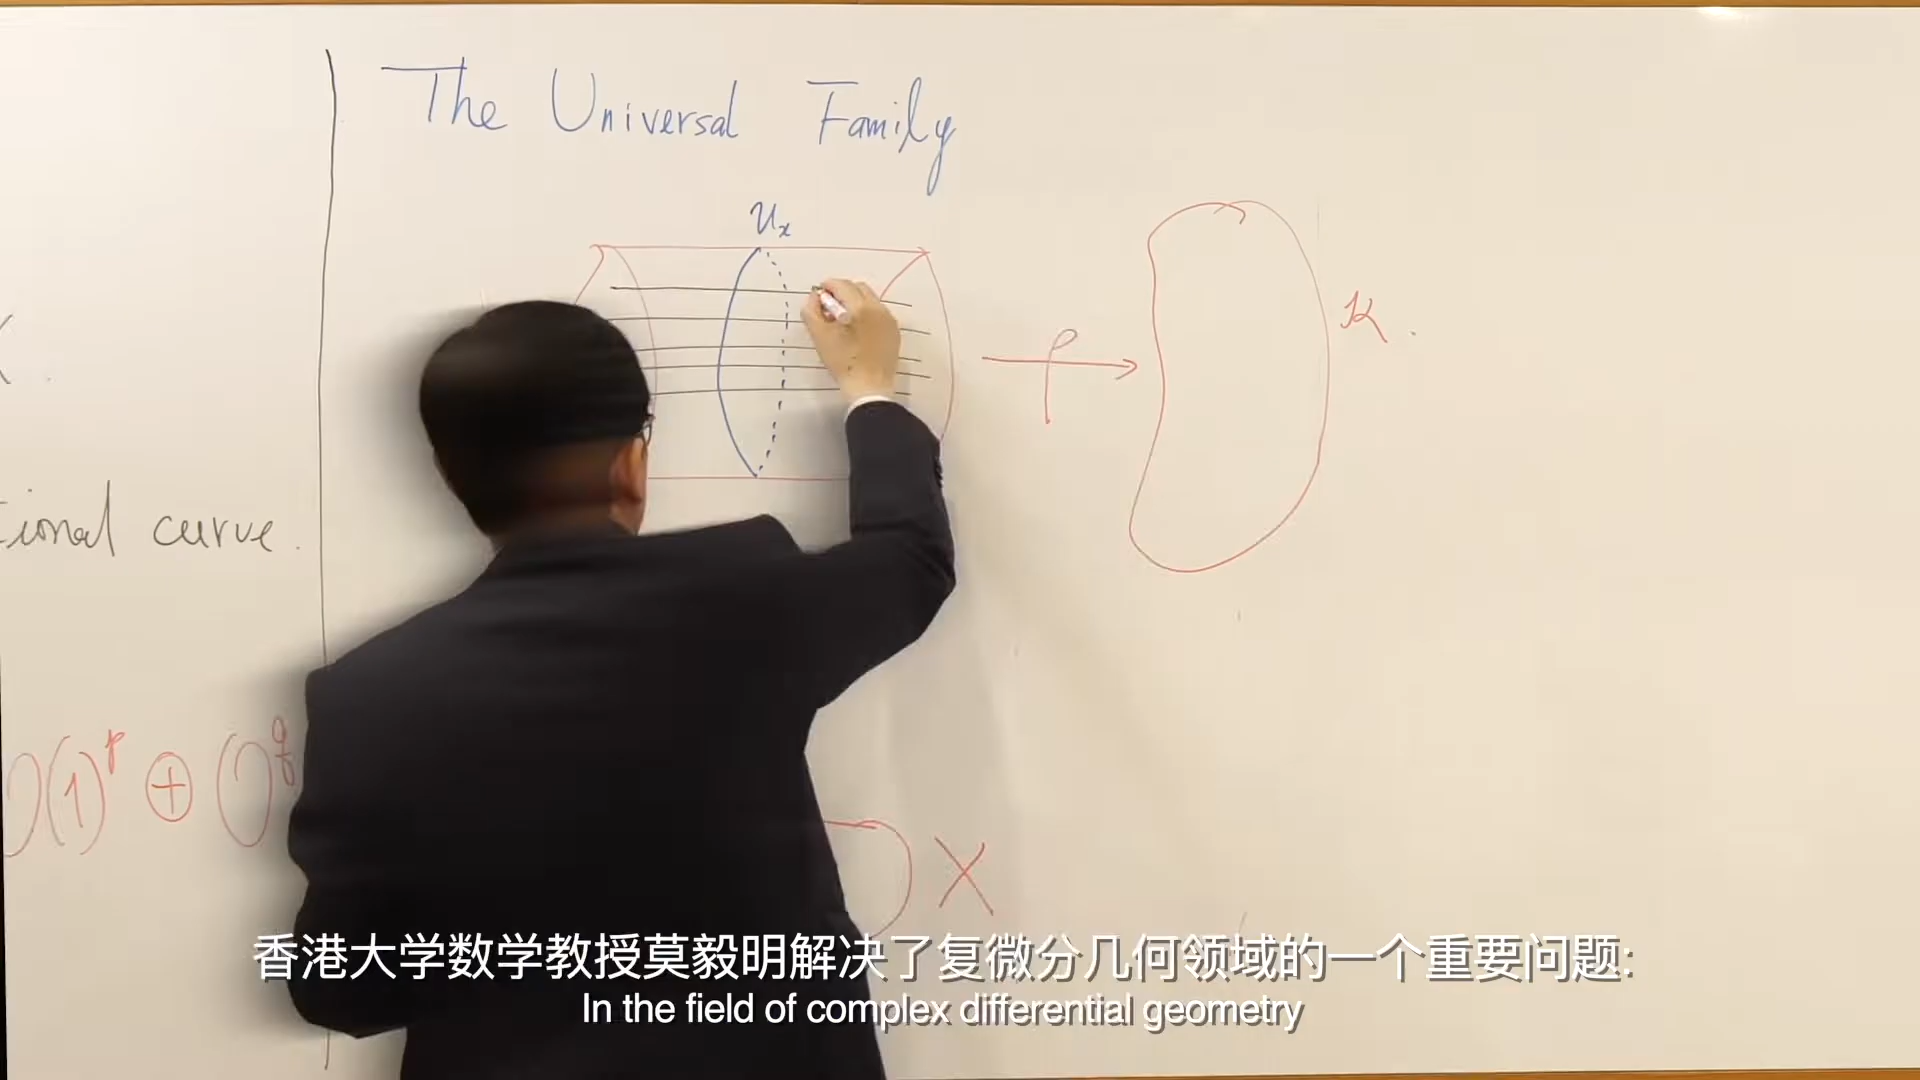 The Universal Family
𝒰ₓ
ρ
𝒦.
curve.
(1)ᵖ ⊕ O^q
X
香港大学数学教授莫毅明解决了复微分几何领域的一个重要问题:
In the field of complex differential geometry